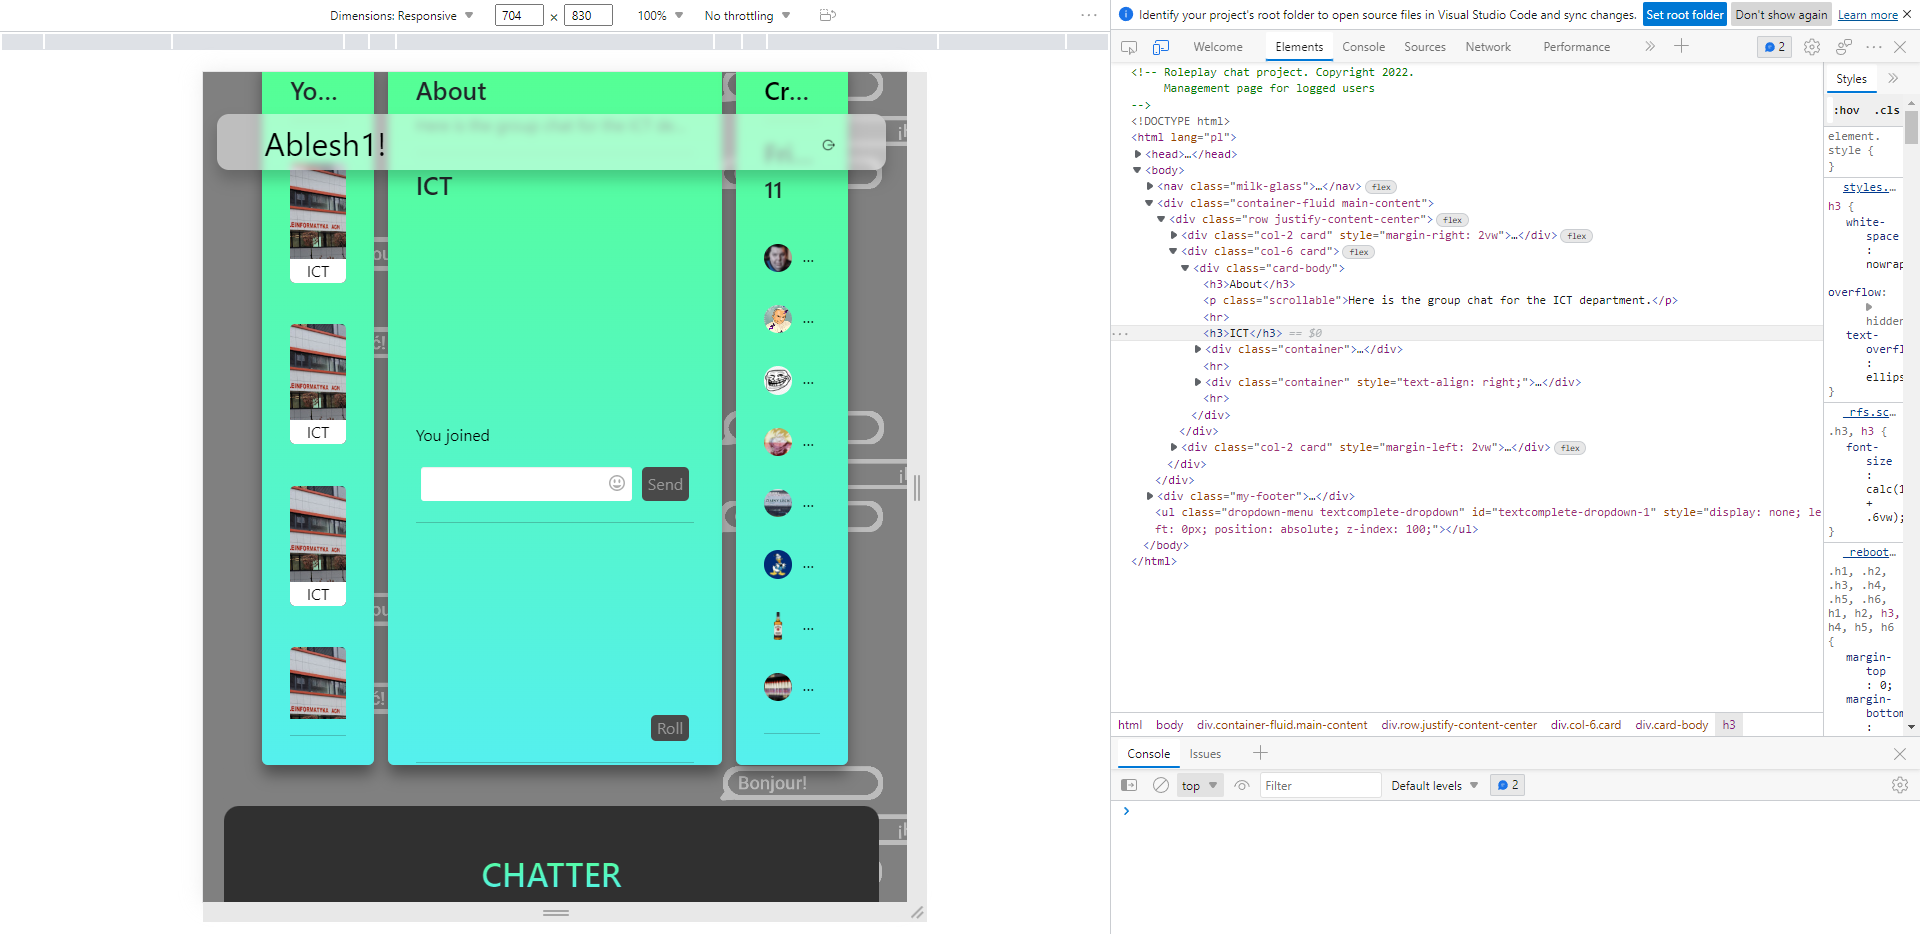 Dimensions: Responsive 704 × 830 100% No throttling
Yo...
About
Cr...
Here is the group chat for the ICT de...
Ablesh1!
Fri...
ICT
11
ICT
...
...
...
You joined
...
ICT
Send
...
...
ICT
...
...
Roll
Bonjour!
CHATTER
Identify your project's root folder to open source files in Visual Studio Code and sync changes. Set root folder Don't show again Learn more
Welcome Elements Console Sources Network Performance 2
<!-- Roleplay chat project. Copyright 2022.
Management page for logged users
-->
<!DOCTYPE html>
<html lang="pl">
<head>…</head>
<body>
<nav class="milk-glass">…</nav> flex
<div class="container-fluid main-content">
<div class="row justify-content-center"> flex
<div class="col-2 card" style="margin-right: 2vw">…</div> flex
<div class="col-6 card"> flex
<div class="card-body">
<h3>About</h3>
<p class="scrollable">Here is the group chat for the ICT department.</p>
<hr>
<h3>ICT</h3> == $0
<div class="container">…</div>
<hr>
<div class="container" style="text-align: right;">…</div>
<hr>
</div>
</div>
<div class="col-2 card" style="margin-left: 2vw">…</div> flex
</div>
</div>
<div class="my-footer">…</div>
<ul class="dropdown-menu textcomplete-dropdown" id="textcomplete-dropdown-1" style="display: none; le
ft: 0px; position: absolute; z-index: 100;"></ul>
</body>
</html>
html body div.container-fluid.main-content div.row.justify-content-center div.col-6.card div.card-body h3
Styles
:hov .cls
element.
style {
}
styles.…
h3 {
white-
space
:
nowrap
overflow:
hidden
text-
overfl
:
ellips
}
_rfs.sc…
.h3, h3 {
font-
size
:
calc(1
+
.6vw);
}
_reboot…
.h1, .h2,
.h3, .h4,
.h5, .h6,
h1, h2, h3,
h4, h5, h6
{
margin-
top
: 0;
margin-
bottom
:
Console Issues
top Filter Default levels 2